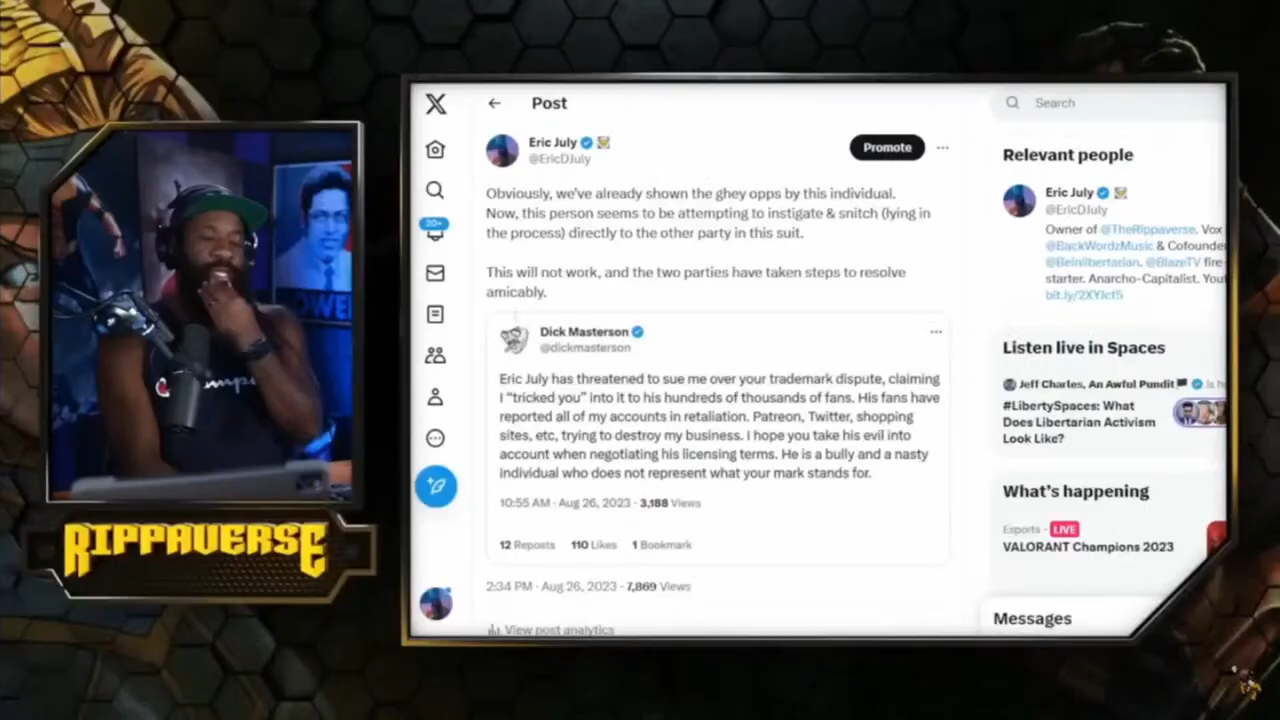 Post
Search
Eric July
@EricDJuly
Promote
Obviously, we've already shown the ghey opps by this individual.
Now, this person seems to be attempting to instigate & snitch (lying in
the process) directly to the other party in this suit.
This will not work, and the two parties have taken steps to resolve
amicably.
Dick Masterson
@dickmasterson
Eric July has threatened to sue me over your trademark dispute, claiming
I "tricked you" into it to his hundreds of thousands of fans. His fans have
reported all of my accounts in retaliation. Patreon, Twitter, shopping
sites, etc, trying to destroy my business. I hope you take his evil into
account when negotiating his licensing terms. He is a bully and a nasty
individual who does not represent what your mark stands for.
10:55 AM · Aug 26, 2023 · 3,188 Views
12 Reposts 110 Likes 1 Bookmark
2:34 PM · Aug 26, 2023 · 7,869 Views
View post analytics
20+
Relevant people
Eric July
@EricDJuly
Owner of @TheRippaverse. Vox
@BackWordzMusic & Cofounder
fire
starter. Anarcho-Capitalist. Yout
Listen live in Spaces
Jeff Charles, An Awful Pundit is
#LibertySpaces: What
Does Libertarian Activism
Look Like?
What's happening
Esports · LIVE
VALORANT Champions 2023
Messages
RIPPAVERSE